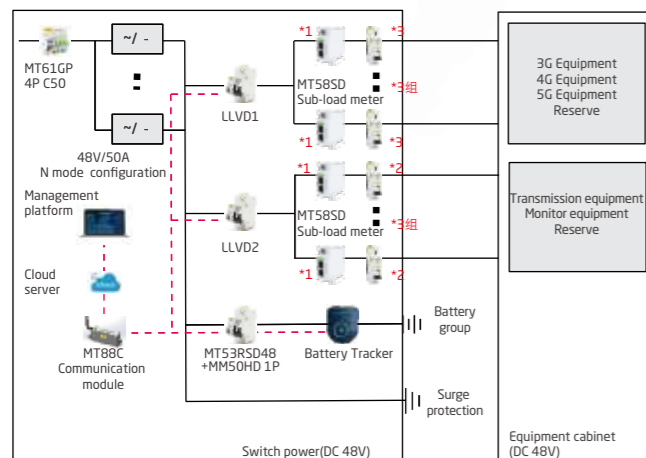 ~/ -
MT61GP
4P C50
~/ -
48V/50A
N mode configuration
Management
platform
Cloud
server
MT88C
Communication
module
LLVD1
LLVD2
MT53RSD48
+MM50HD 1P
*1
*3
MT58SD
Sub-load meter
*3组
*1
*3
*1
*2
MT58SD
Sub-load meter
*3组
*1
*2
Battery Tracker
Battery
group
Surge
protection
Switch power(DC 48V)
3G Equipment
4G Equipment
5G Equipment
Reserve
Transmission equipment
Monitor equipment
Reserve
Equipment cabinet
(DC 48V)